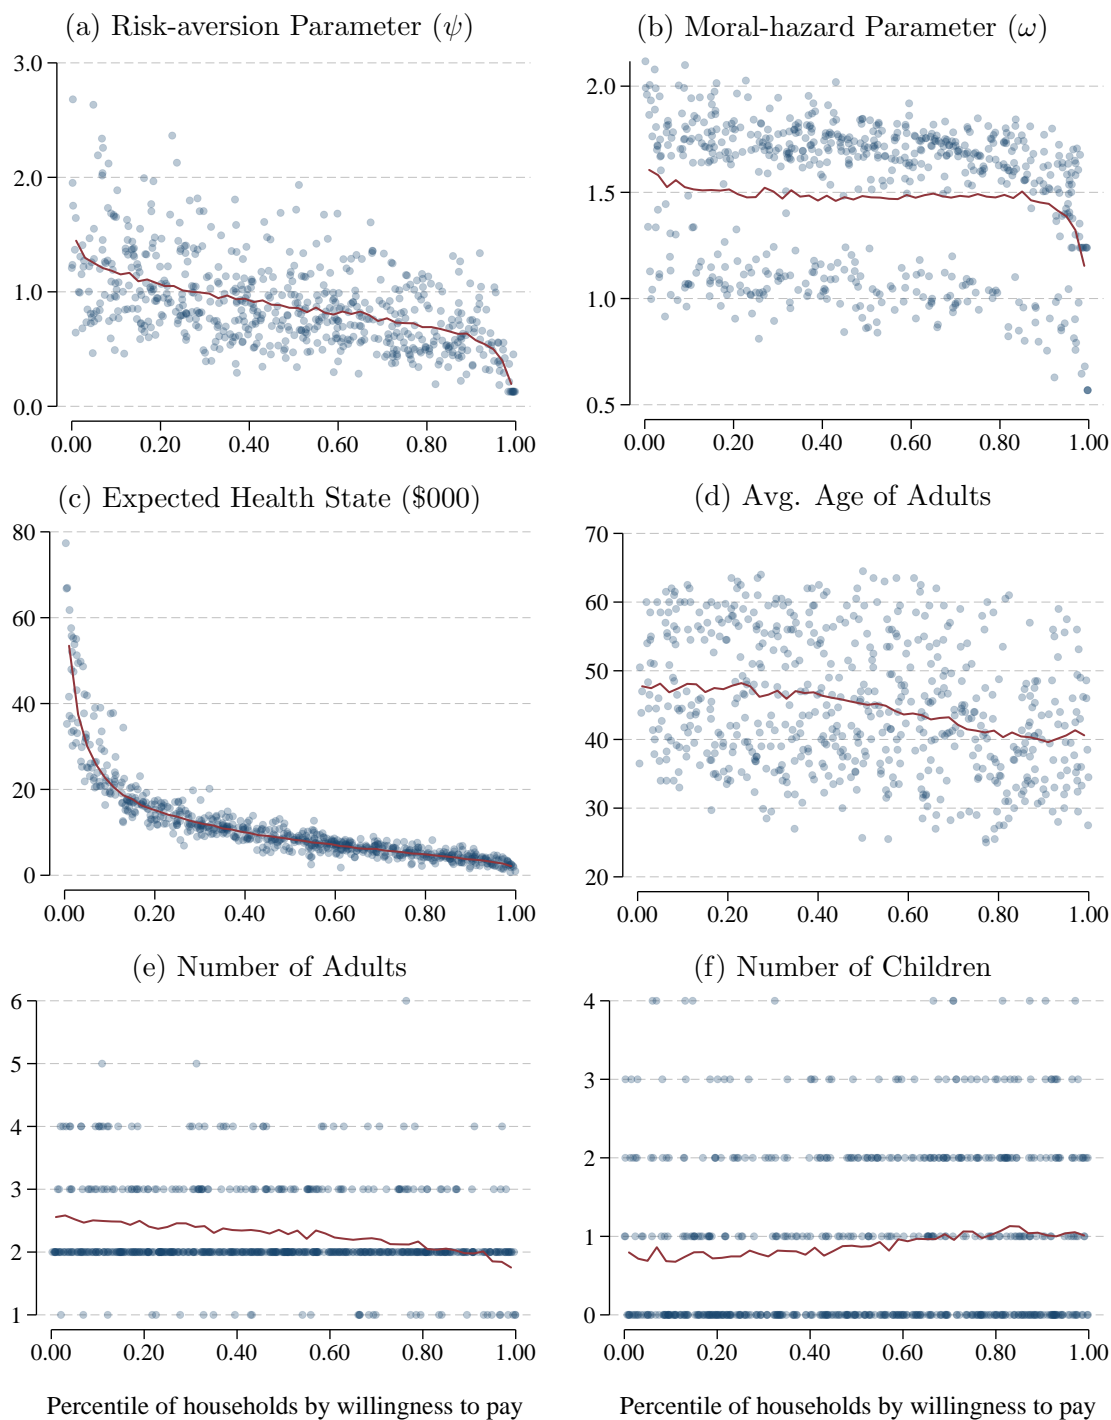 (a) Risk-aversion Parameter (ψ)
3.0
2.0
1.0
0.0
0.00 0.20 0.40 0.60 0.80 1.00
(b) Moral-hazard Parameter (ω)
2.0
1.5
1.0
0.5
0.00 0.20 0.40 0.60 0.80 1.00
(c) Expected Health State ($000)
80
60
40
20
0
0.00 0.20 0.40 0.60 0.80 1.00
(d) Avg. Age of Adults
70
60
50
40
30
20
0.00 0.20 0.40 0.60 0.80 1.00
(e) Number of Adults
6
5
4
3
2
1
0.00 0.20 0.40 0.60 0.80 1.00
Percentile of households by willingness to pay
(f) Number of Children
4
3
2
1
0
0.00 0.20 0.40 0.60 0.80 1.00
Percentile of households by willingness to pay